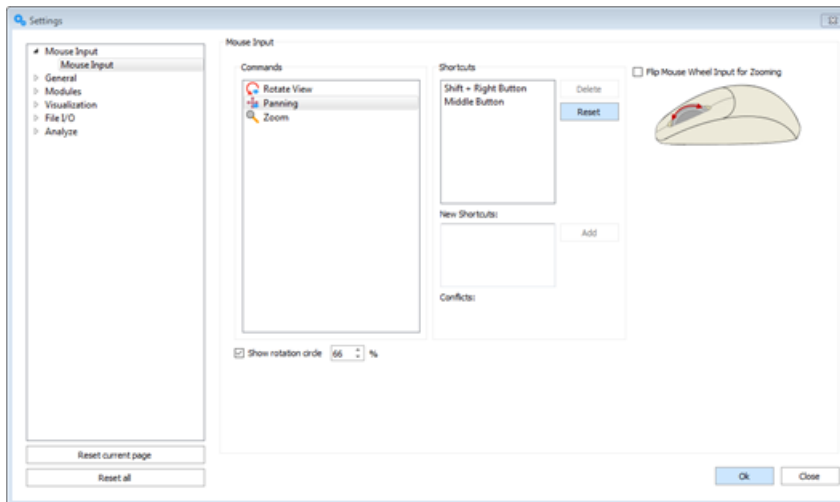 Settings
Mouse Input
Mouse Input
General
Modules
Visualization
File I/O
Analyze
Reset current page
Reset all
Mouse Input
Commands
Rotate View
Panning
Zoom
Shortcuts
Shift + Right Button
Middle Button
Delete
Reset
New Shortcuts:
Add
Conflicts:
Flip Mouse Wheel Input for Zooming
Show rotation circle 66 %
Ok
Close